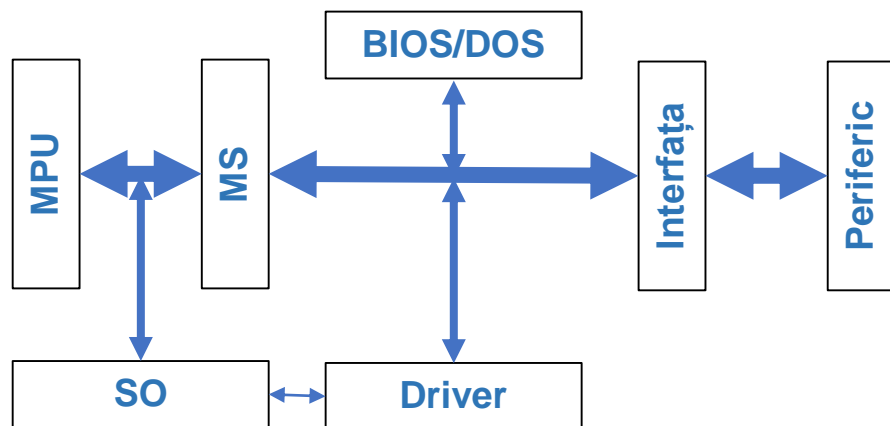 BIOS/DOS
MPU
MS
Interfața
Periferic
SO
Driver